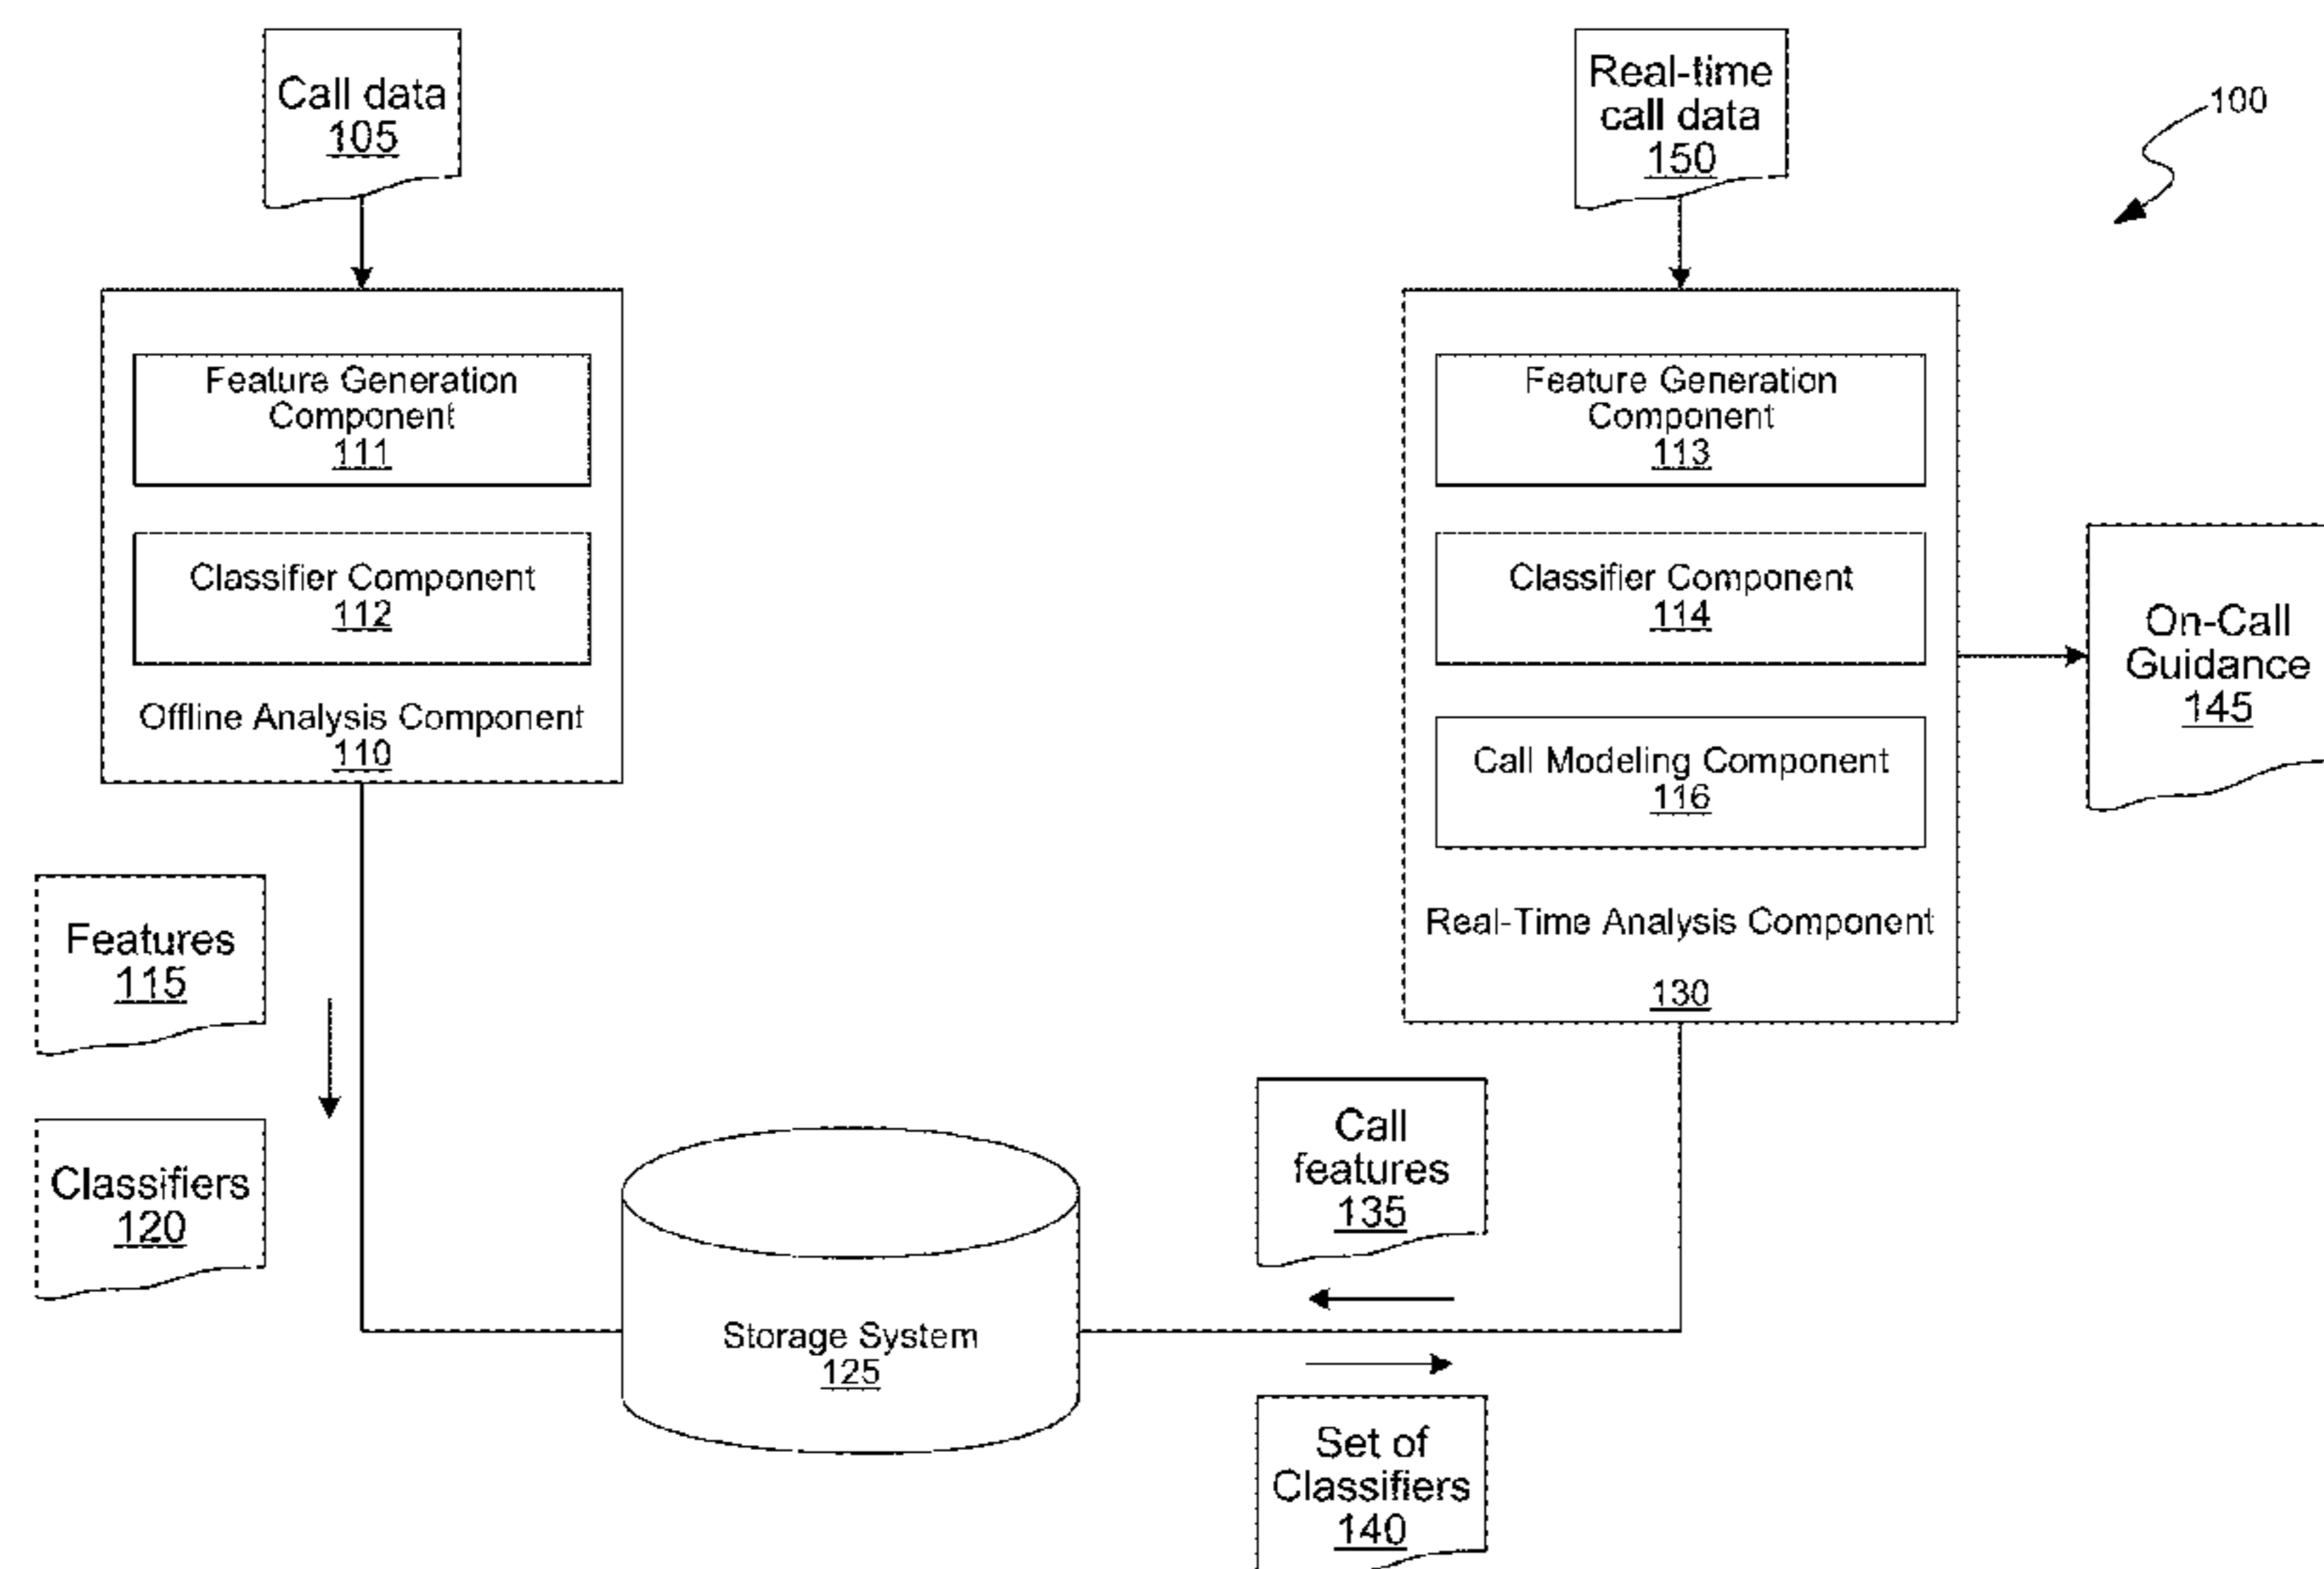 Call data
105
Real-time
call data
150
100
Feature Generation
Component
111
Classifier Component
112
Offline Analysis Component
110
Feature Generation
Component
113
Classifier Component
114
Call Modeling Component
116
Real-Time Analysis Component
130
On-Call
Guidance
145
Features
115
Classifiers
120
Storage System
125
Call
features
135
Set of
Classifiers
140